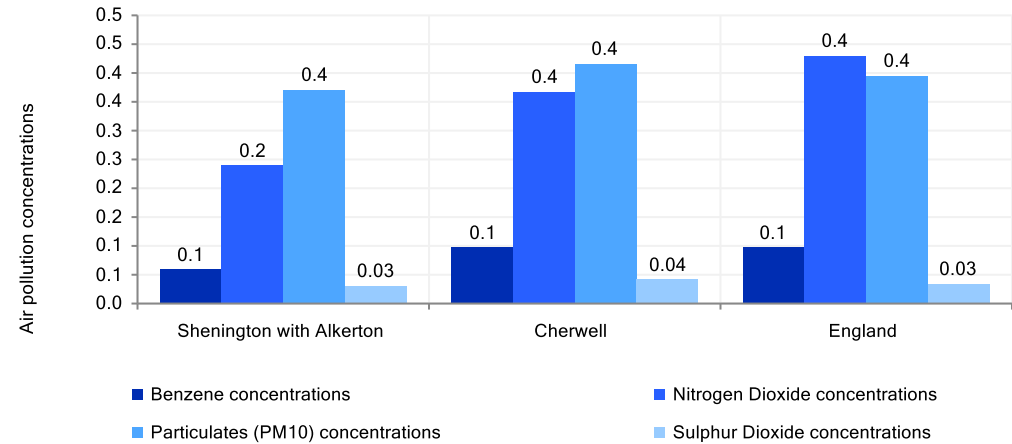 0.5
0.5
0.4
0.4
0.3
0.3
0.2
0.2
0.1
0.1
0.0
Air pollution concentrations
0.1
0.2
0.4
0.03
0.1
0.4
0.4
0.04
0.1
0.4
0.4
0.03
Shenington with Alkerton
Cherwell
England
Benzene concentrations
Nitrogen Dioxide concentrations
Particulates (PM10) concentrations
Sulphur Dioxide concentrations